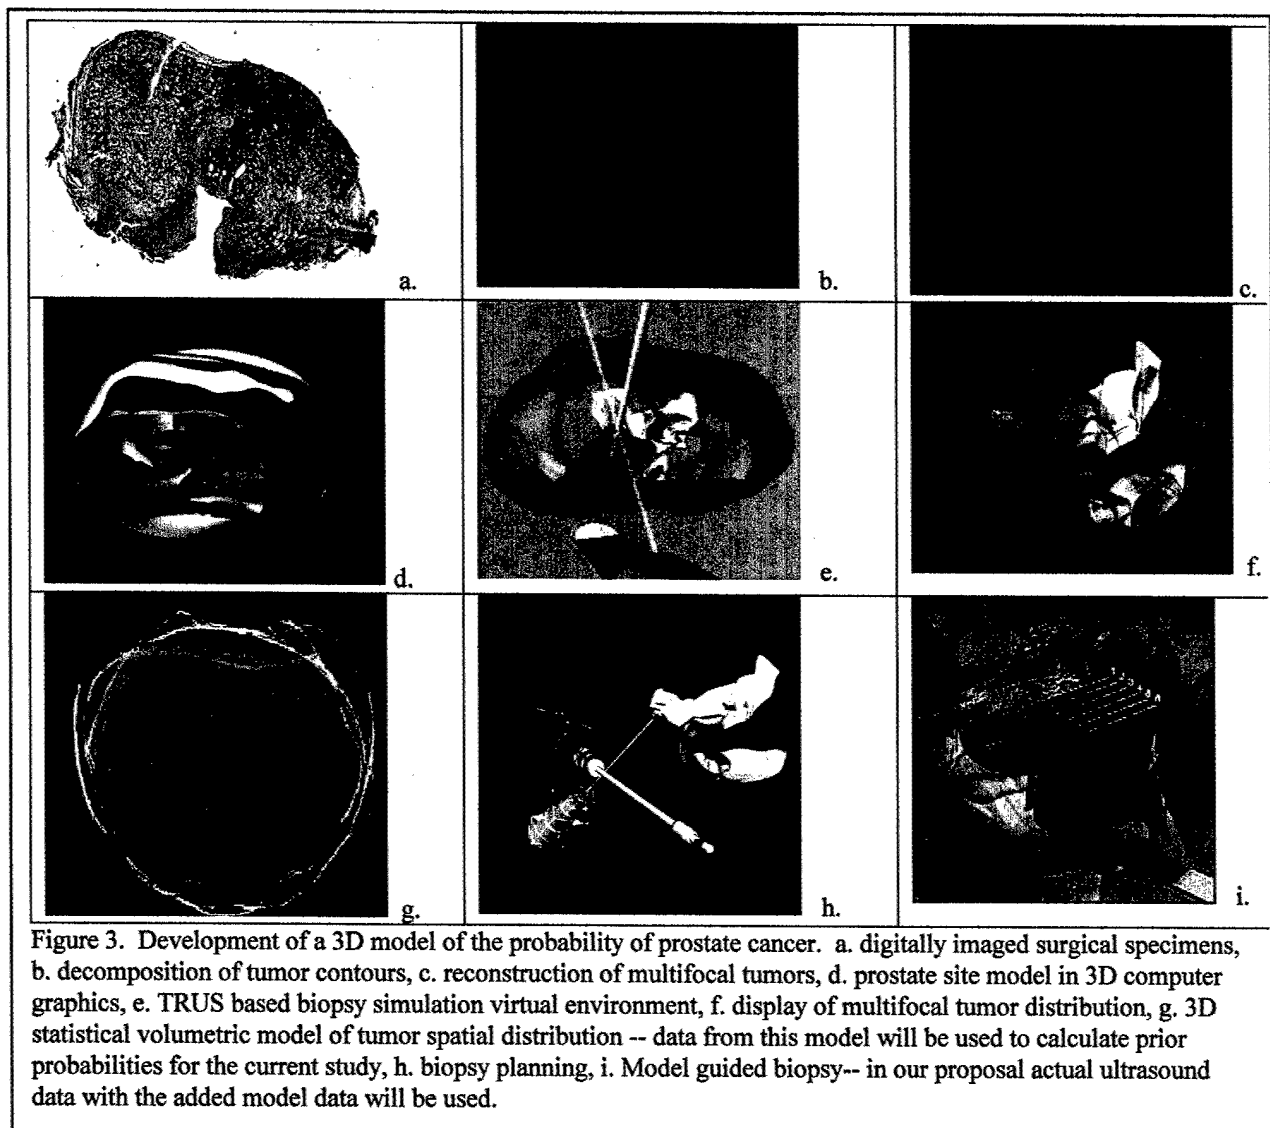 a.
b.
c.
d.
e.
f.
g.
h.
i.
Figure 3. Development of a 3D model of the probability of prostate cancer. a. digitally imaged surgical specimens,
b. decomposition of tumor contours, c. reconstruction of multifocal tumors, d. prostate site model in 3D computer
graphics, e. TRUS based biopsy simulation virtual environment, f. display of multifocal tumor distribution, g. 3D
statistical volumetric model of tumor spatial distribution -- data from this model will be used to calculate prior
probabilities for the current study, h. biopsy planning, i. Model guided biopsy-- in our proposal actual ultrasound
data with the added model data will be used.